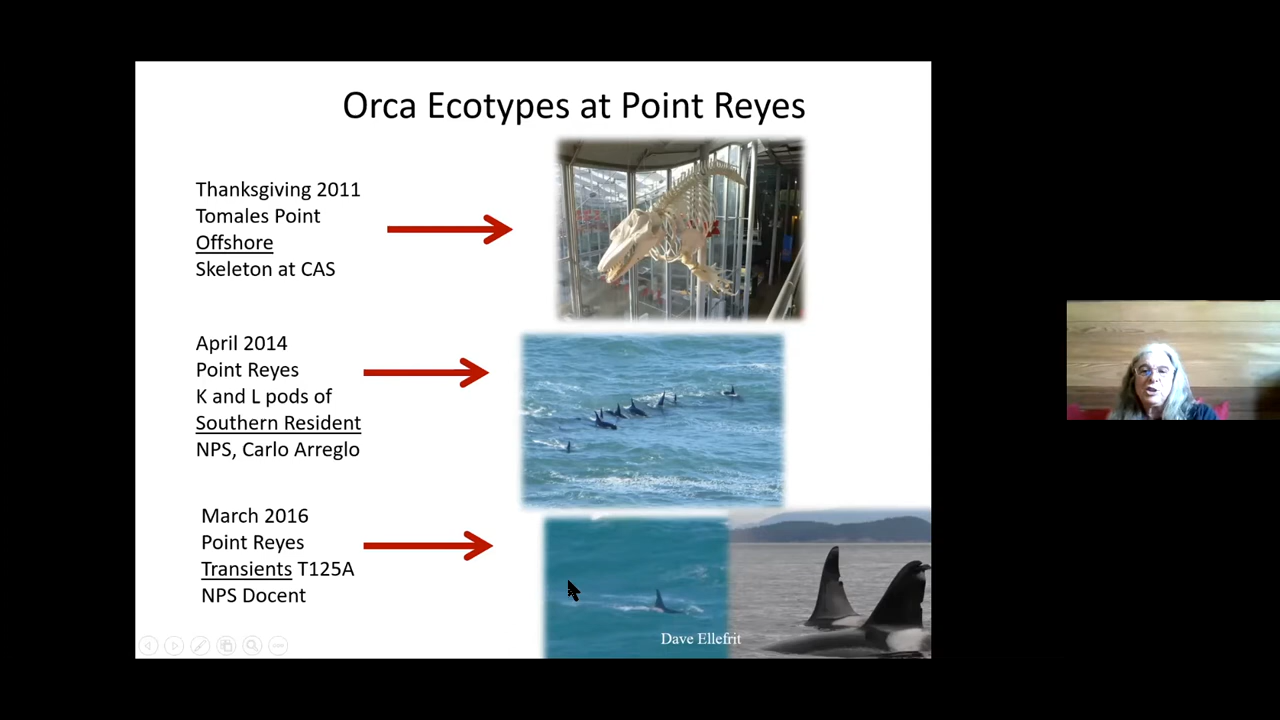 Orca Ecotypes at Point Reyes
Thanksgiving 2011
Tomales Point
Offshore
Skeleton at CAS
April 2014
Point Reyes
K and L pods of
Southern Resident
NPS, Carlo Arreglo
March 2016
Point Reyes
Transients T125A
NPS Docent
Dave Ellefrit